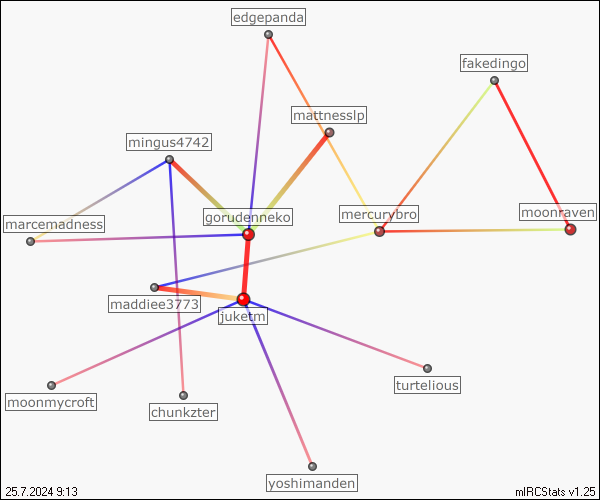 edgepanda
fakedingo
mattnesslp
mingus4742
gorudenneko
mercurybro
moonraven
marcemadness
maddiee3773
juketm
turtelious
moonmycroft
chunkzter
yoshimanden
25.7.2024 9:13
mIRCStats v1.25